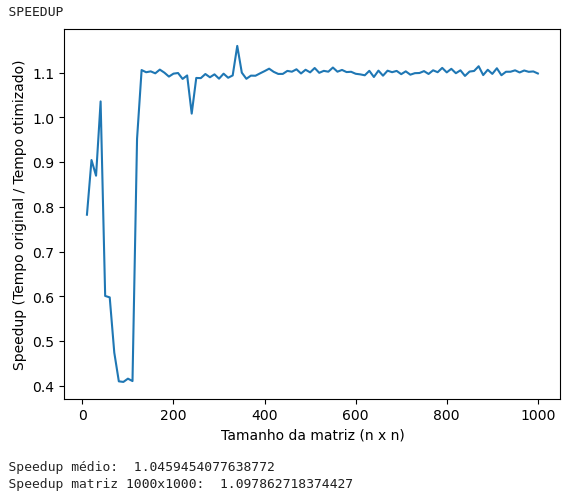 SPEEDUP
Speedup (Tempo original / Tempo otimizado)
1.1
1.0
0.9
0.8
0.7
0.6
0.5
0.4
0 200 400 600 800 1000
Tamanho da matriz (n x n)
Speedup médio:  1.0459454077638772
Speedup matriz 1000x1000:  1.097862718374427